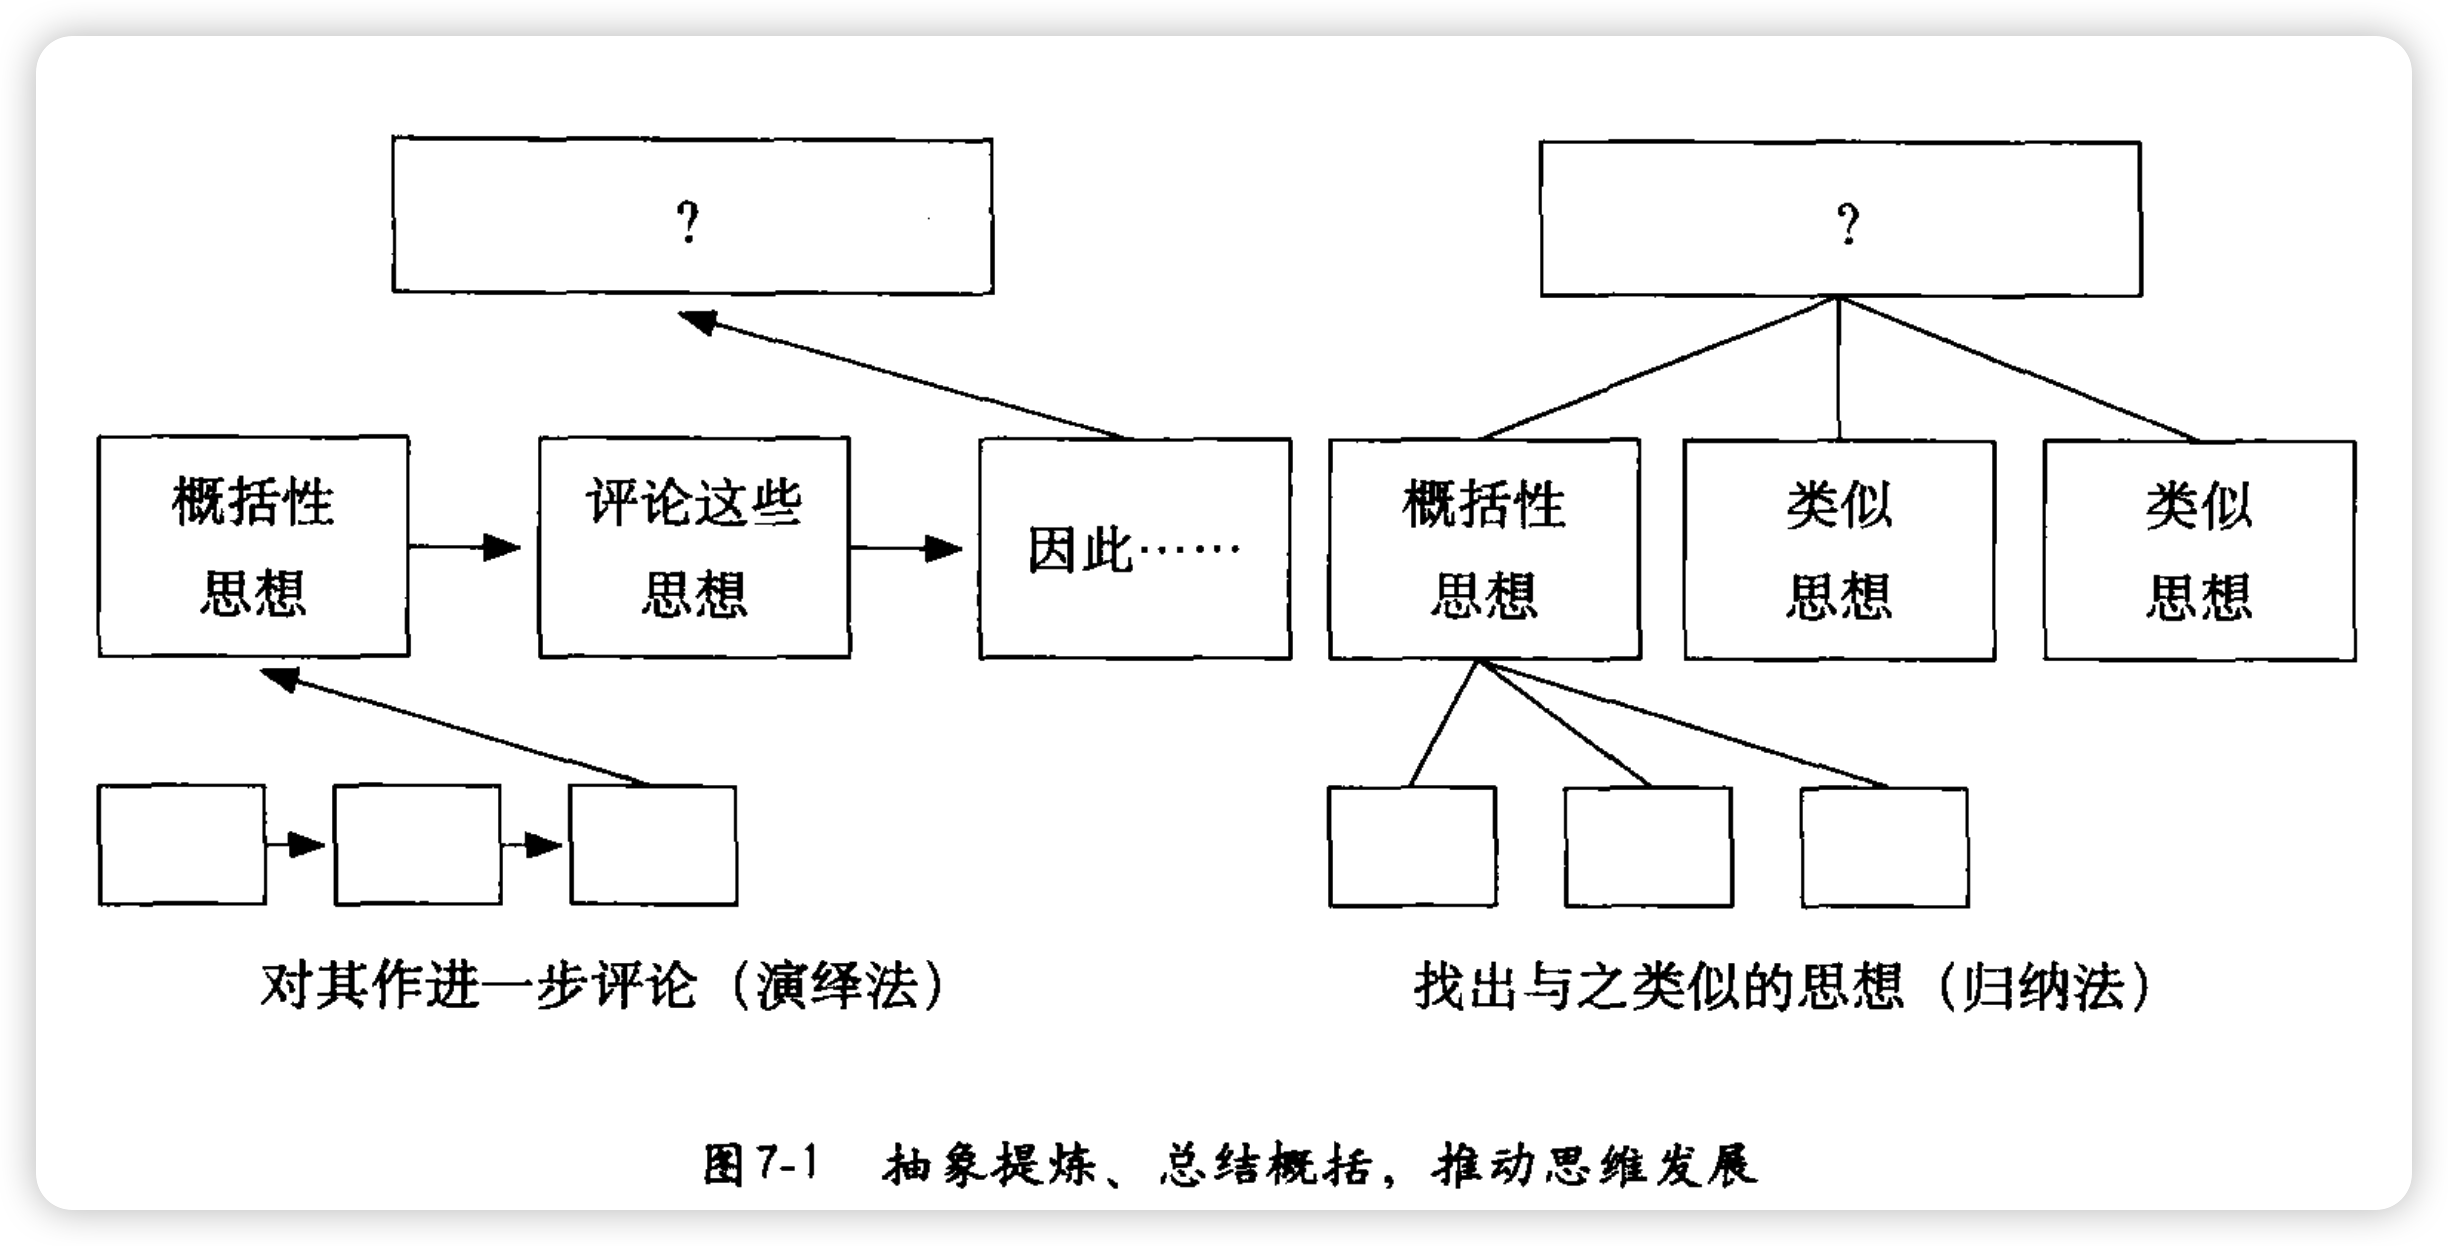 ?
概括性
思想
评论这些
思想
因此……
对其作进一步评论（演绎法）
?
概括性
思想
类似
思想
类似
思想
找出与之类似的思想（归纳法）
图7-1 抽象提炼、总结概括，推动思维发展